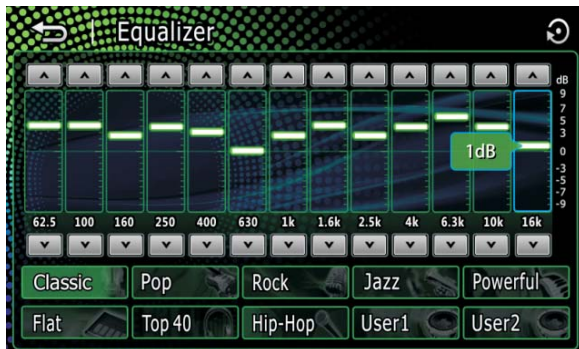 Equalizer
dB
9
7
5
3
0
-3
-5
-7
-9
1dB
62.5 100 160 250 400 630 1k 1.6k 2.5k 4k 6.3k 10k 16k
Classic Pop Rock Jazz Powerful
Flat Top 40 Hip-Hop User1 User2